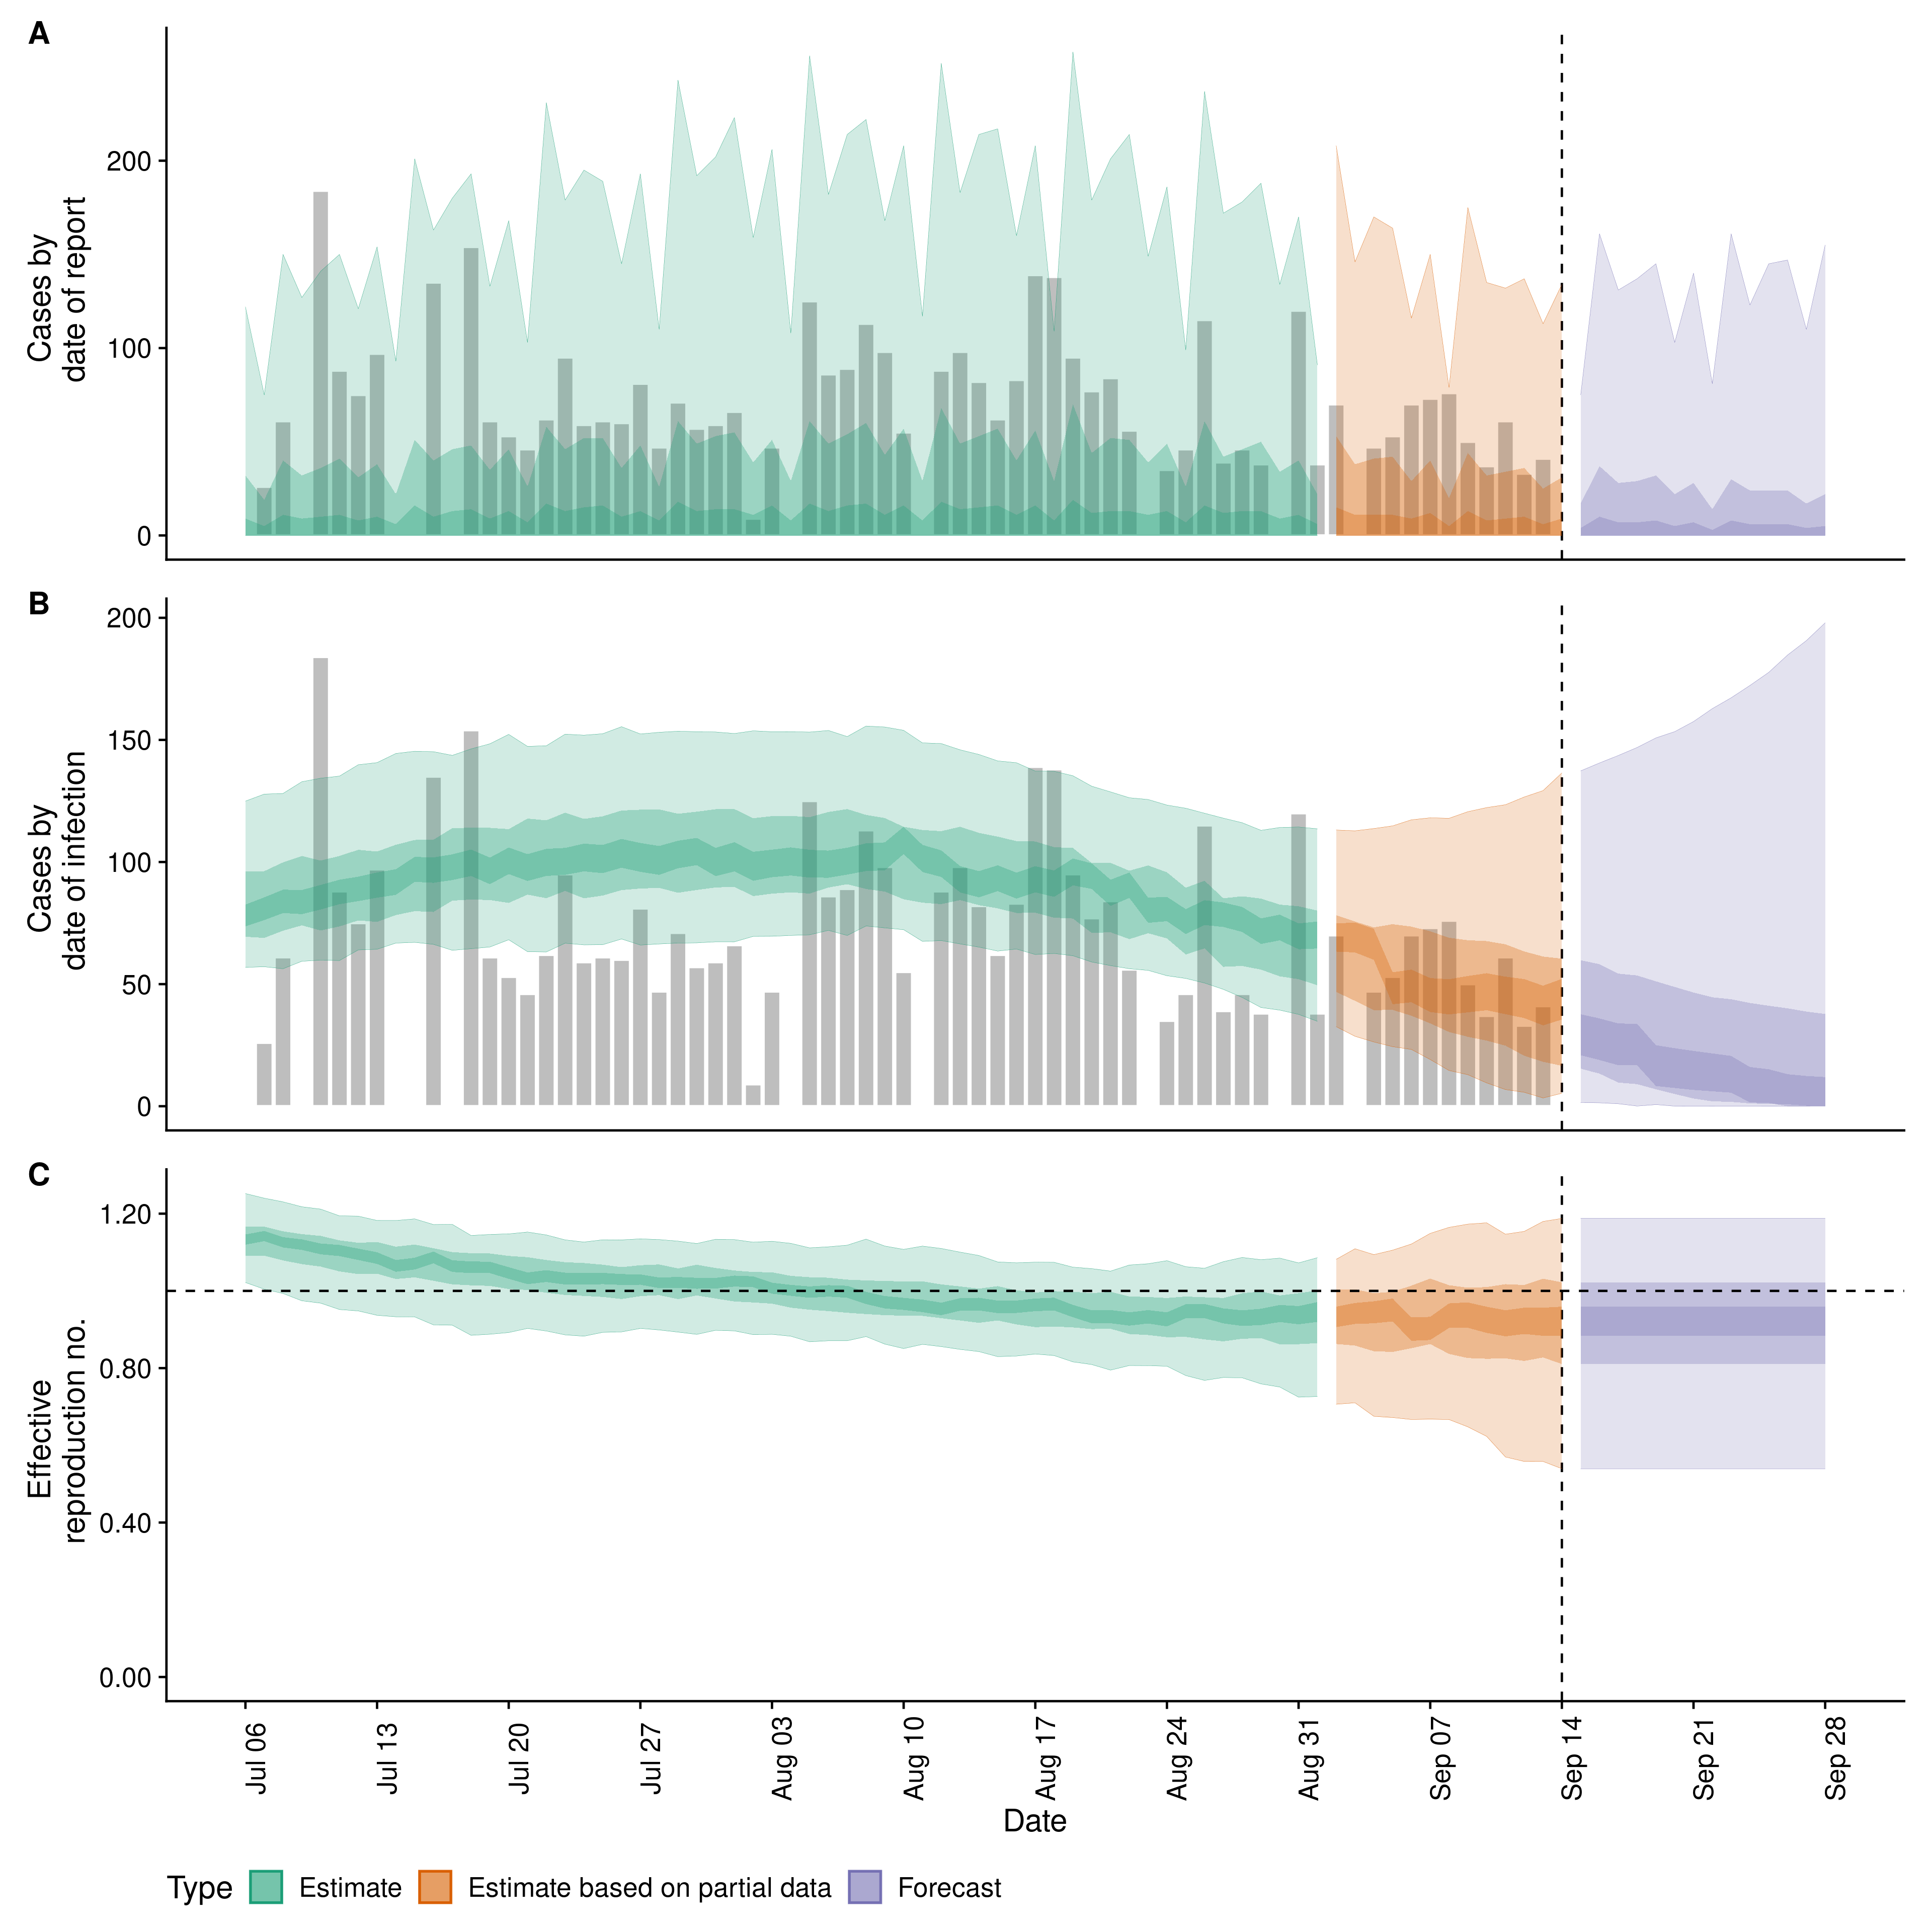 A
200
100
0
Cases by
date of report
B
200
150
100
50
0
Cases by
date of infection
C
1.20
0.80
0.40
0.00
Effective
reproduction no.
Jul 06
Jul 13
Jul 20
Jul 27
Aug 03
Aug 10
Aug 17
Aug 24
Aug 31
Sep 07
Sep 14
Sep 21
Sep 28
Date
Type Estimate Estimate based on partial data Forecast